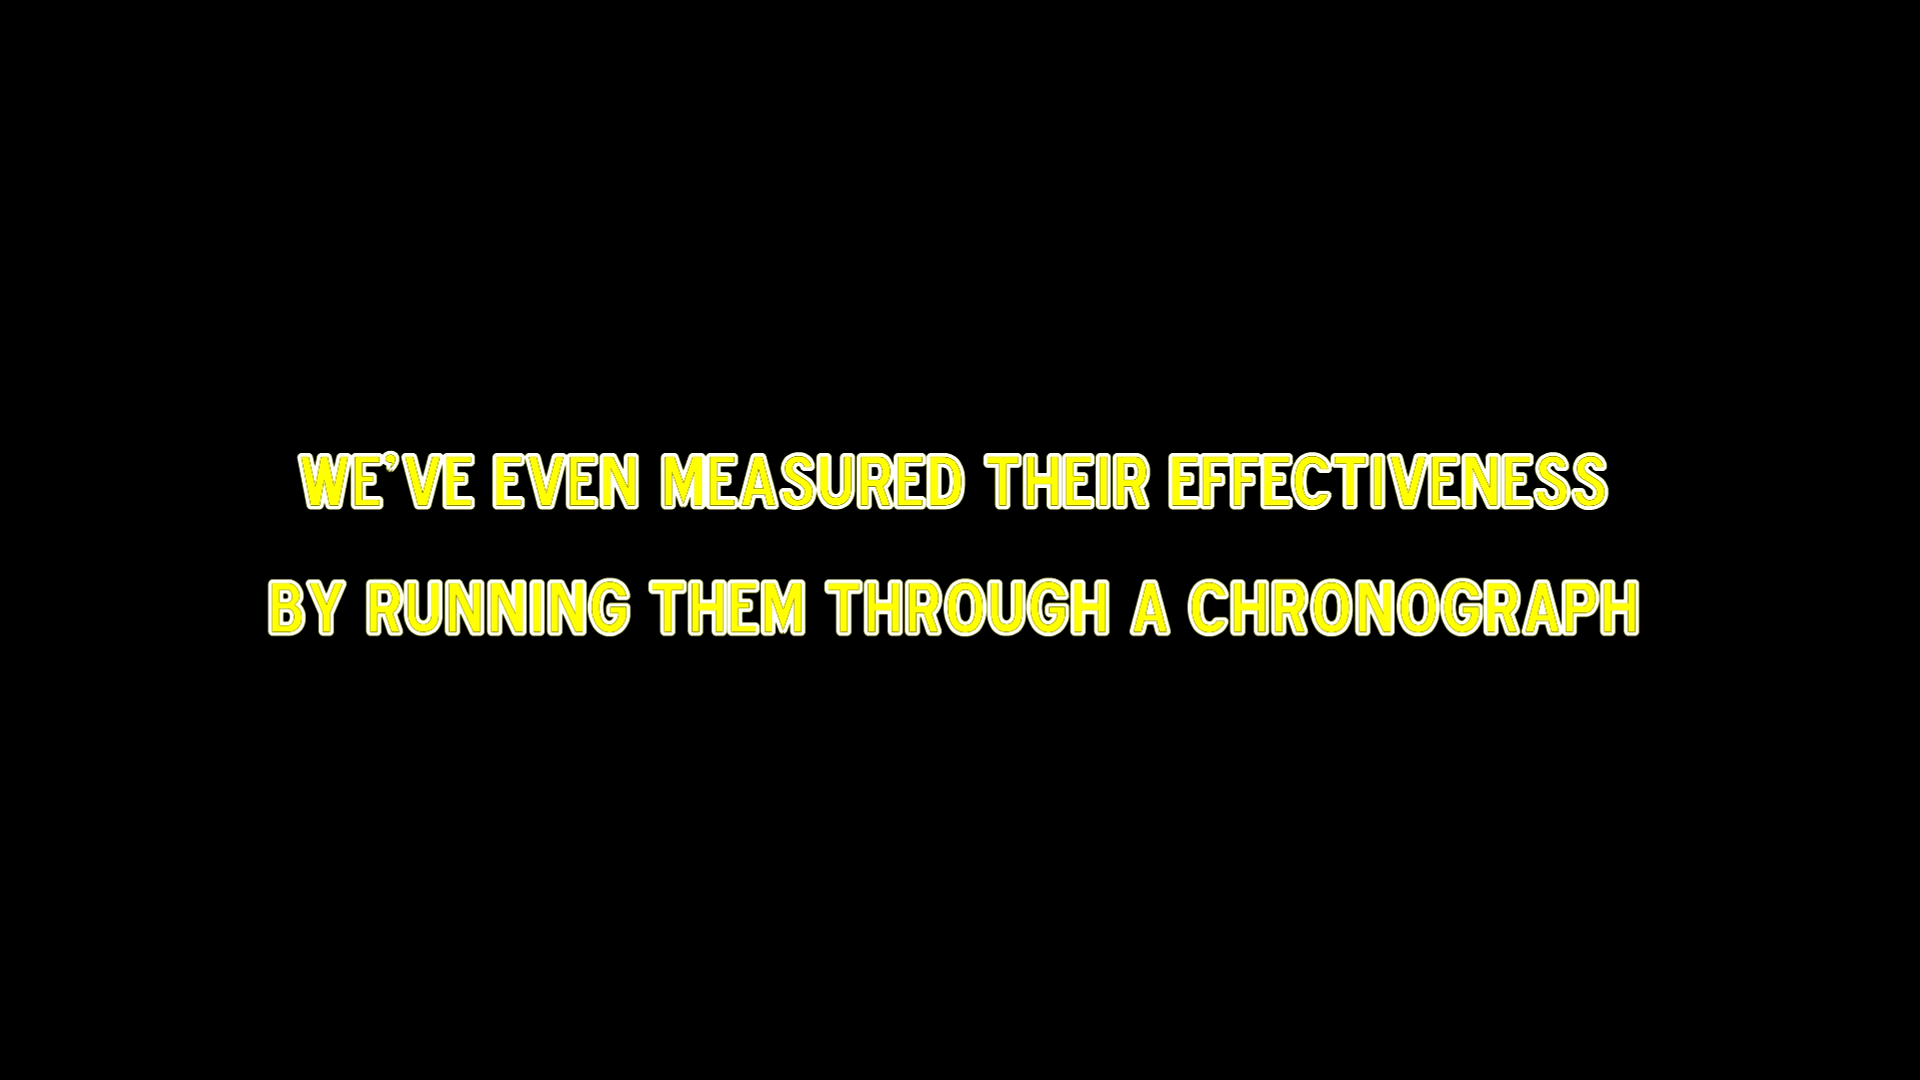 WE'VE EVEN MEASURED THEIR EFFECTIVENESS
BY RUNNING THEM THROUGH A CHRONOGRAPH